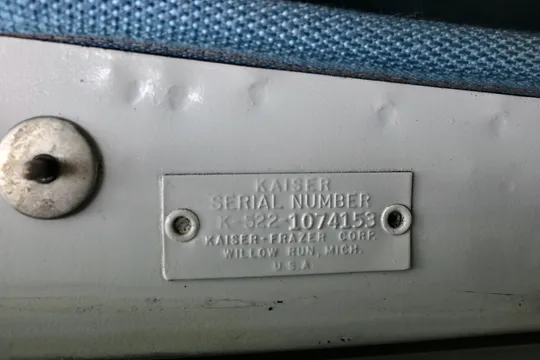 KAISER
SERIAL NUMBER
K-522-1074153
KAISER-FRAZER CORP.
WILLOW RUN, MICH.
U.S.A